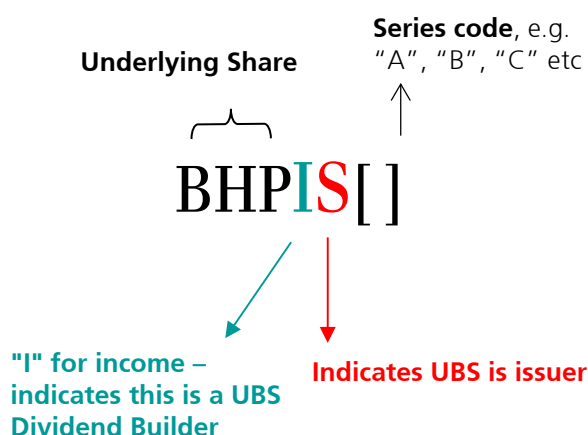 Series code, e.g.
“A”, “B”, “C” etc
Underlying Share
BHPIS[ ]
"I" for income –
indicates this is a UBS
Dividend Builder
Indicates UBS is issuer